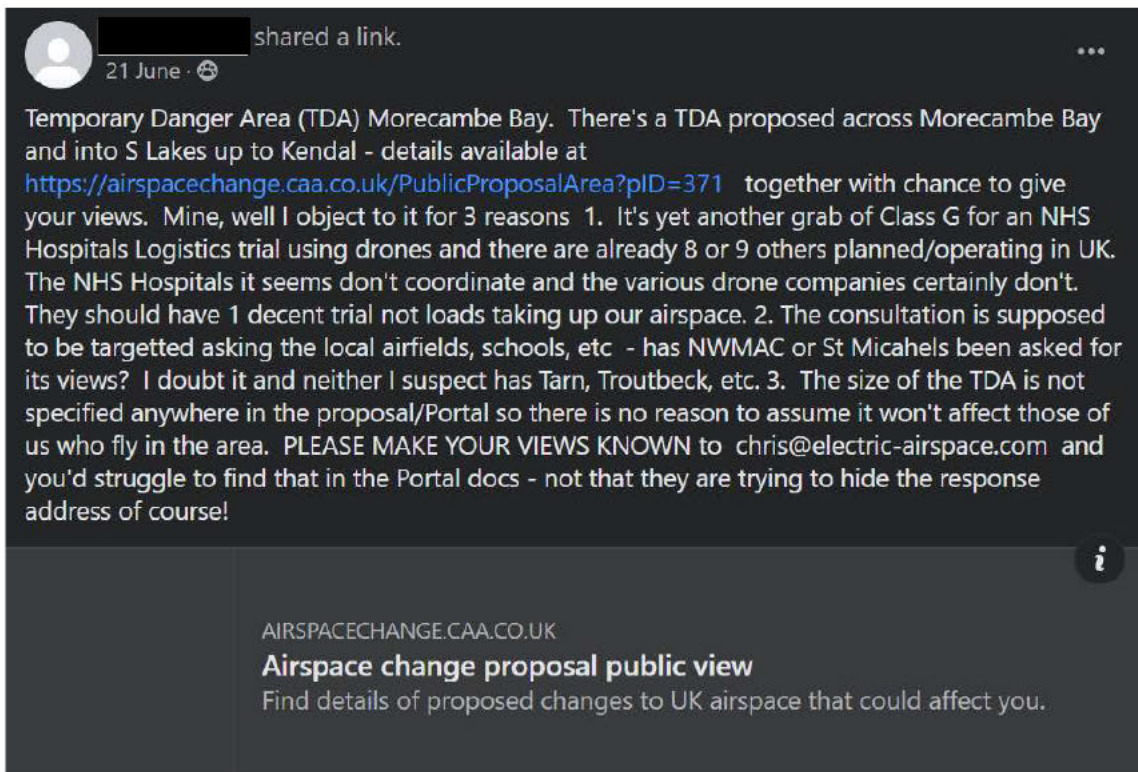 shared a link.
21 June ·
Temporary Danger Area (TDA) Morecambe Bay. There's a TDA proposed across Morecambe Bay
and into S Lakes up to Kendal - details available at
https://airspacechange.caa.co.uk/PublicProposalArea?pID=371 together with chance to give
your views. Mine, well I object to it for 3 reasons 1. It's yet another grab of Class G for an NHS
Hospitals Logistics trial using drones and there are already 8 or 9 others planned/operating in UK.
The NHS Hospitals it seems don't coordinate and the various drone companies certainly don't.
They should have 1 decent trial not loads taking up our airspace. 2. The consultation is supposed
to be targetted asking the local airfields, schools, etc - has NWMAC or St Micahels been asked for
its views? I doubt it and neither I suspect has Tarn, Troutbeck, etc. 3. The size of the TDA is not
specified anywhere in the proposal/Portal so there is no reason to assume it won't affect those of
us who fly in the area. PLEASE MAKE YOUR VIEWS KNOWN to chris@electric-airspace.com and
you'd struggle to find that in the Portal docs - not that they are trying to hide the response
address of course!
AIRSPACECHANGE.CAA.CO.UK
Airspace change proposal public view
Find details of proposed changes to UK airspace that could affect you.